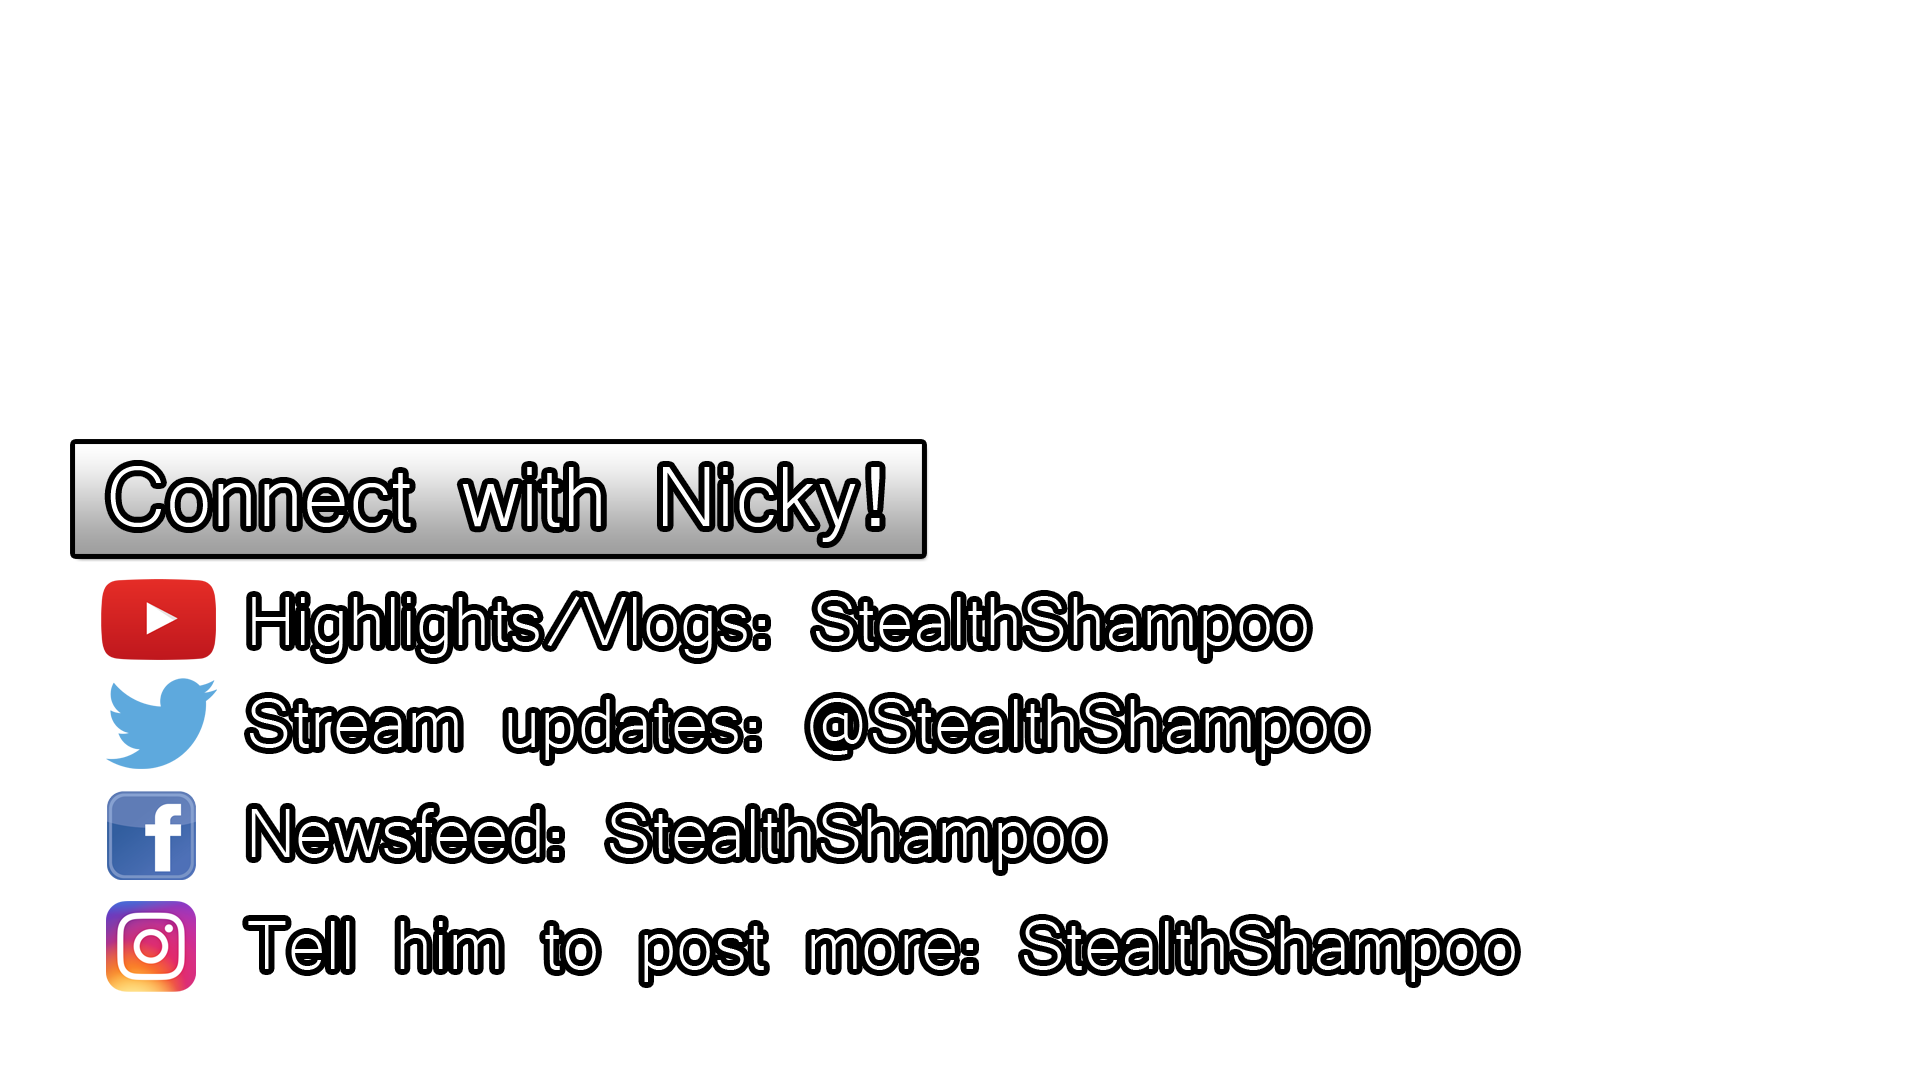 Connect with Nicky!
Highlights/Vlogs: StealthShampoo
Stream updates: @StealthShampoo
Newsfeed: StealthShampoo
Tell him to post more: StealthShampoo